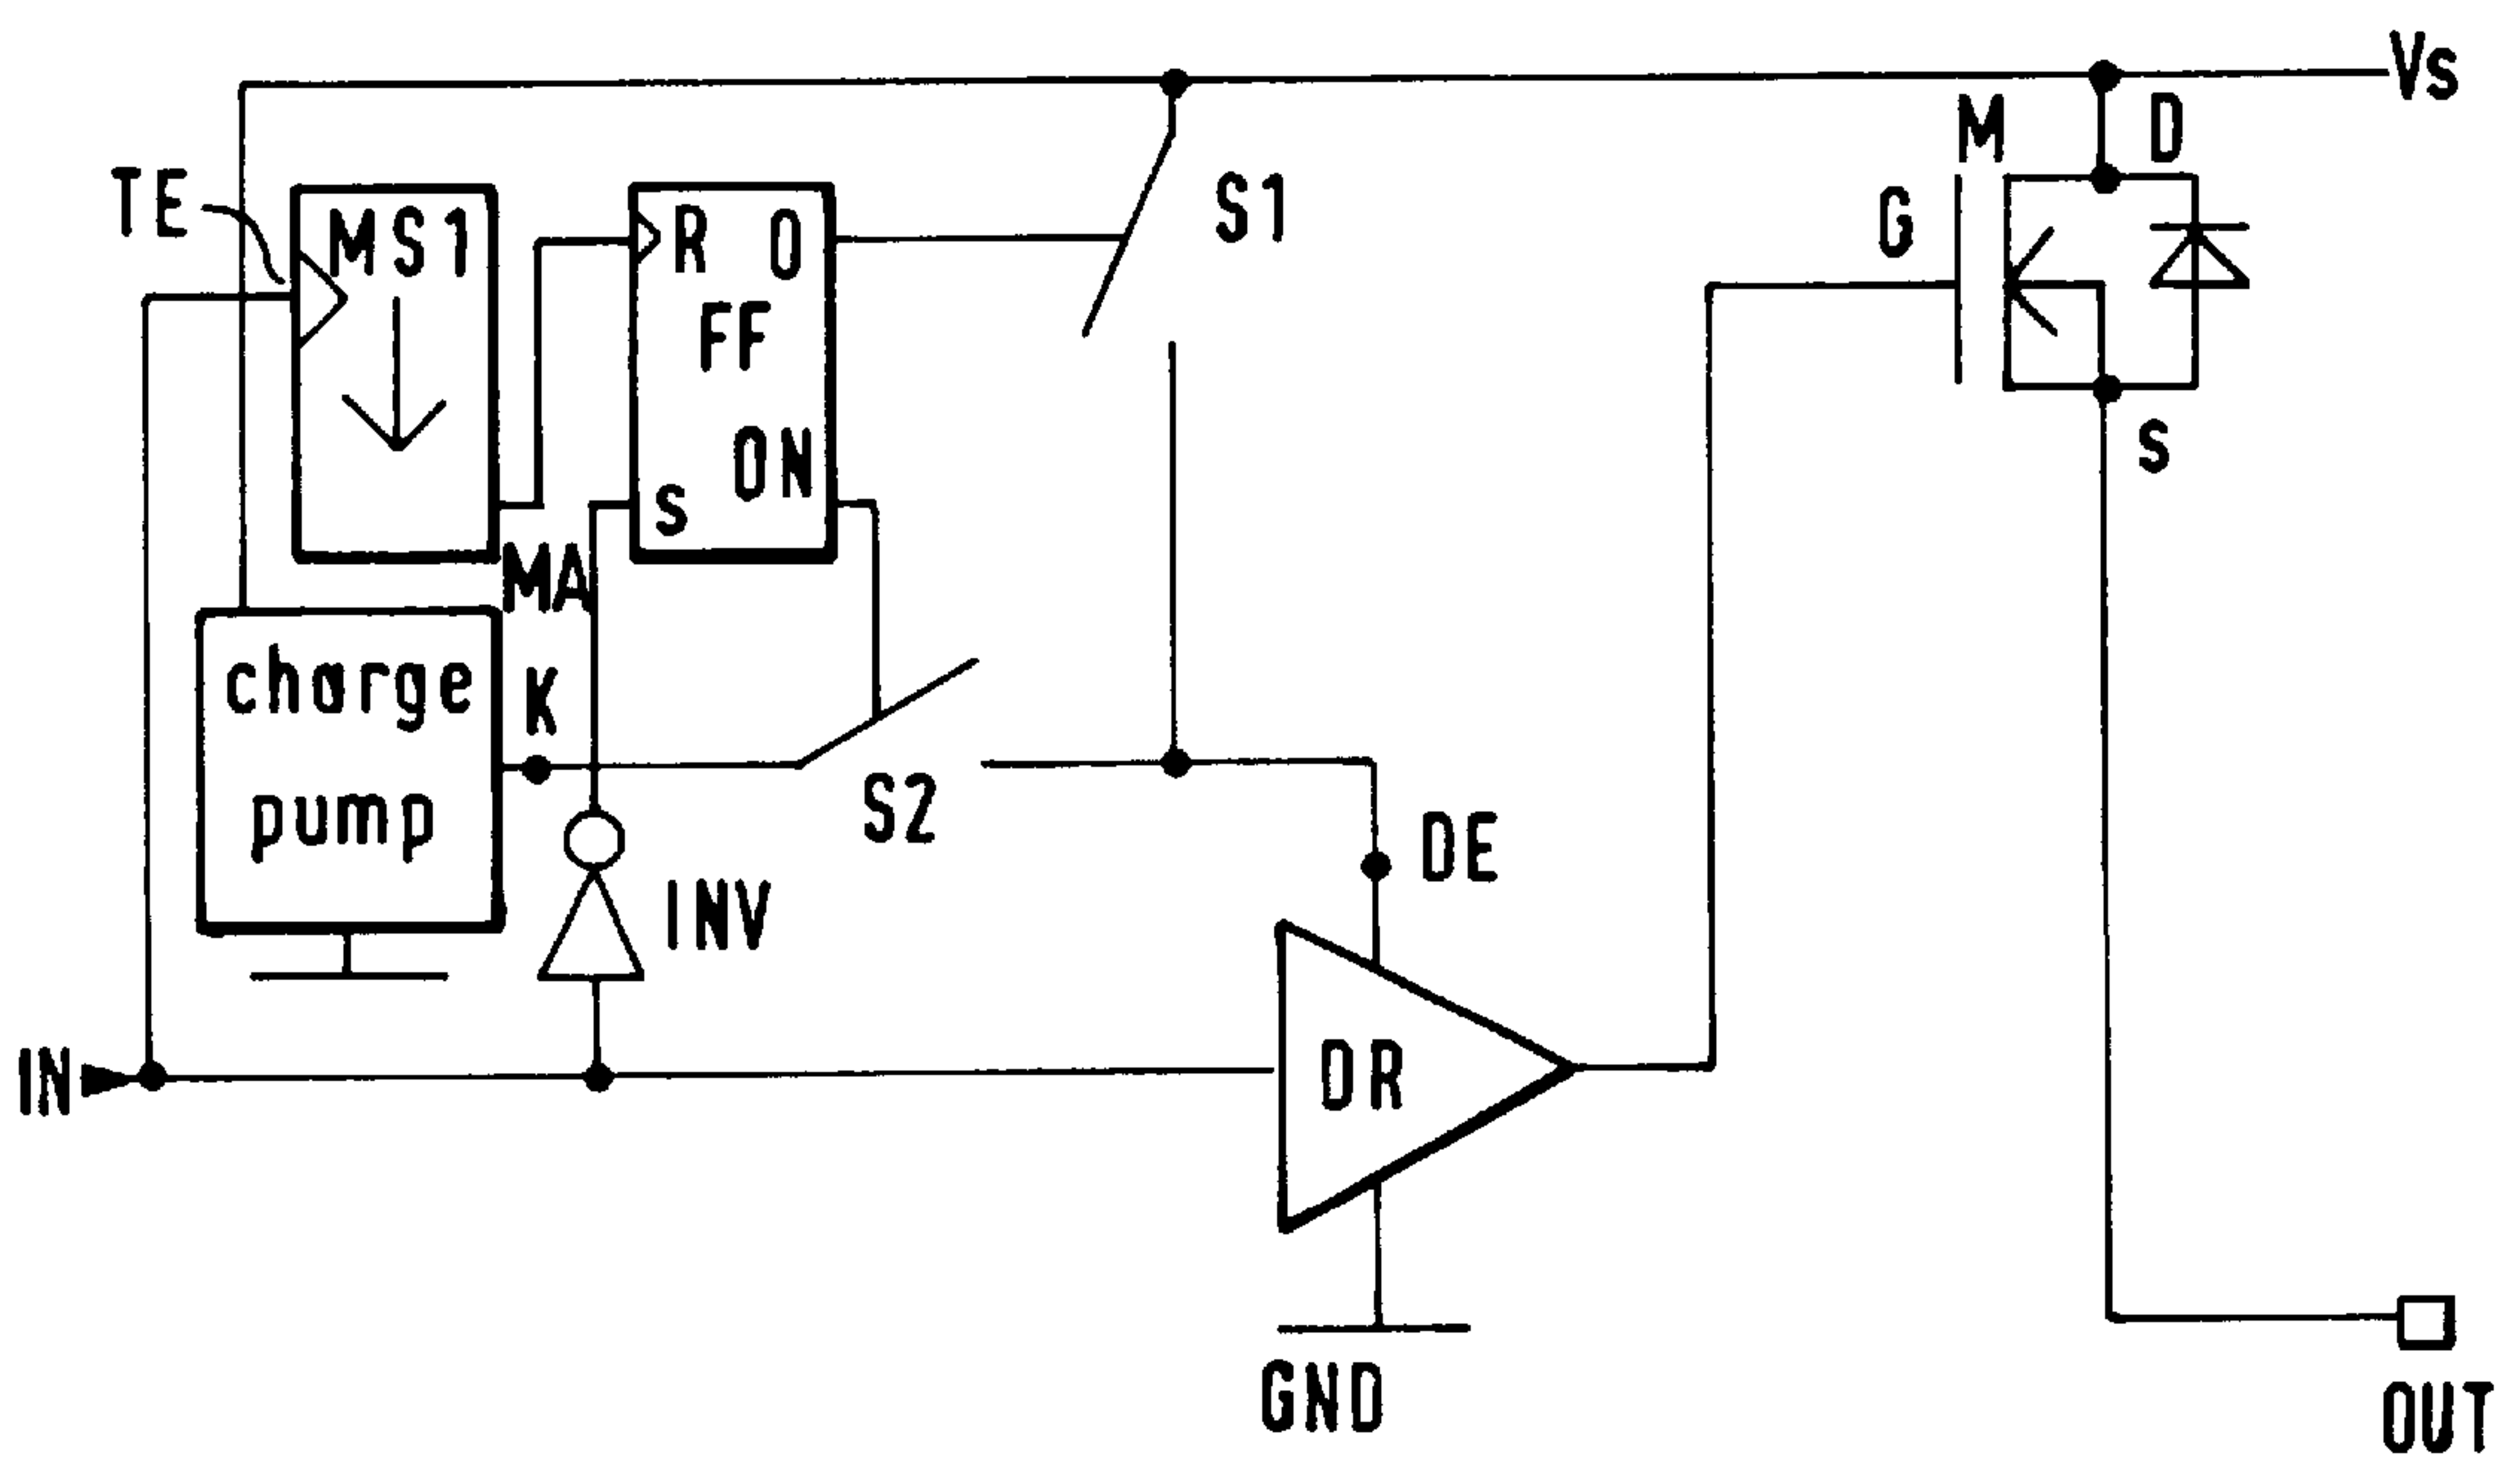 Vs
M
D
TE
MS1
R
O
S1
G
FF
ON
S
S
MA
charge
pump
K
S2
DE
INV
IN
DR
GND
OUT